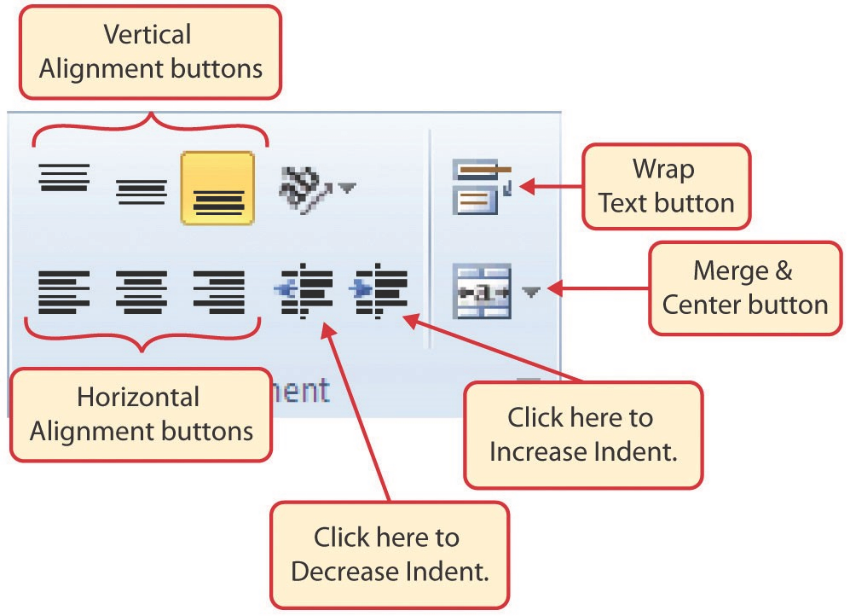 Vertical
Alignment buttons
Wrap
Text button
a
Merge &
Center button
Horizontal
Alignment buttons
Click here to
Increase Indent.
Click here to
Decrease Indent.